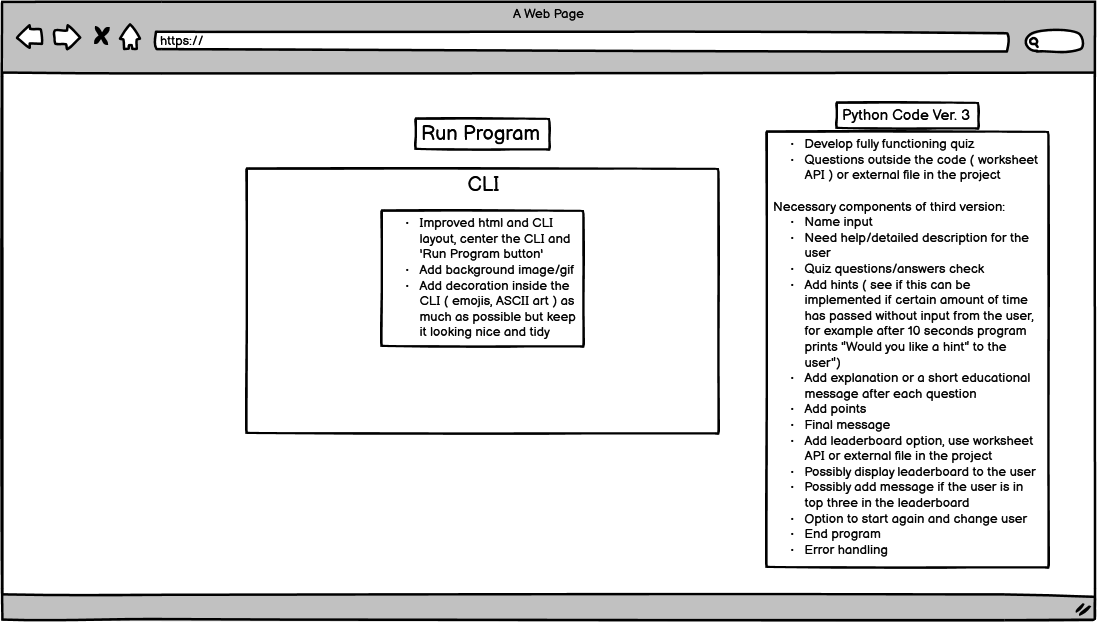 A Web Page
https://
Run Program
CLI
· Improved html and CLI
layout, center the CLI and
'Run Program button'
· Add background image/gif
· Add decoration inside the
CLI ( emojis, ASCII art ) as
much as possible but keep
it looking nice and tidy
Python Code Ver. 3
· Develop fully functioning quiz
· Questions outside the code ( worksheet
API ) or external file in the project
Necessary components of third version:
· Name input
· Need help/detailed description for the
user
· Quiz questions/answers check
· Add hints ( see if this can be
implemented if certain amount of time
has passed without input from the user,
for example after 10 seconds program
prints "Would you like a hint" to the
user")
· Add explanation or a short educational
message after each question
· Add points
· Final message
· Add leaderboard option, use worksheet
API or external file in the project
· Possibly display leaderboard to the user
· Possibly add message if the user is in
top three in the leaderboard
· Option to start again and change user
· End program
· Error handling